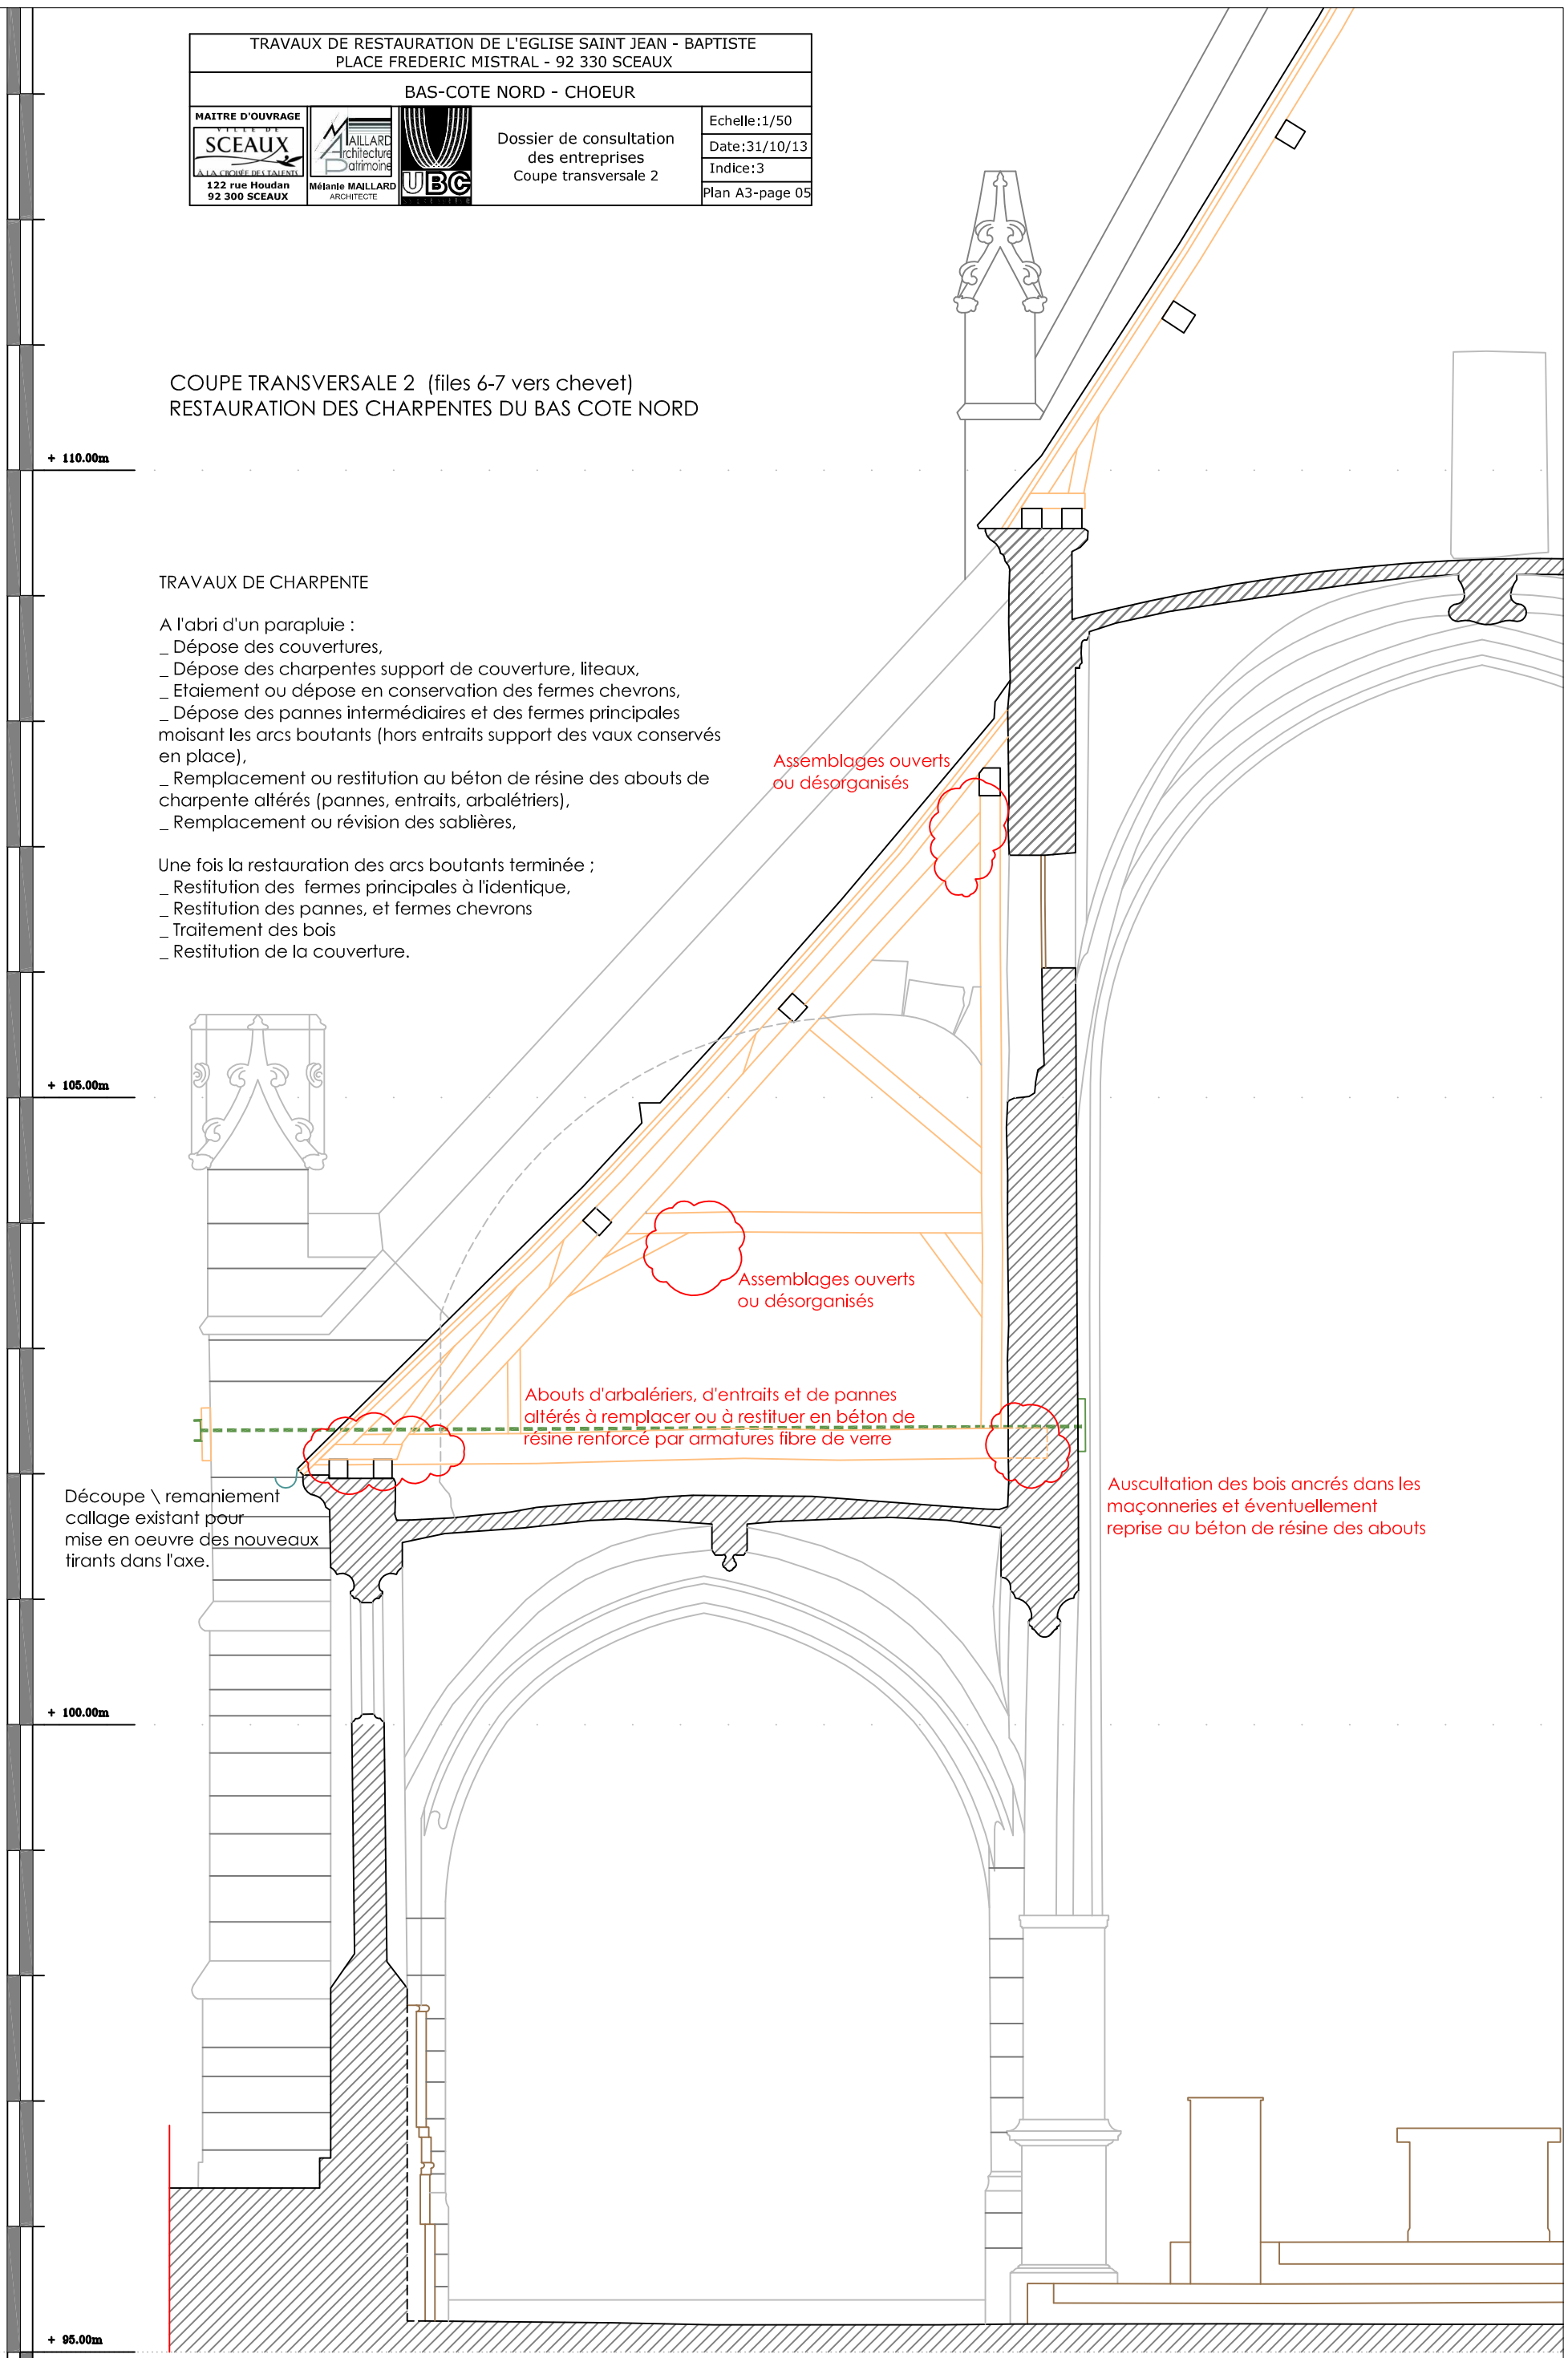 TRAVAUX DE RESTAURATION DE L'EGLISE SAINT JEAN - BAPTISTE
PLACE FREDERIC MISTRAL - 92 330 SCEAUX
BAS-COTE NORD - CHOEUR
MAITRE D'OUVRAGE
VILLE DE
SCEAUX
A LA CROISÉE DES TALENTS
122 rue Houdan
92 300 SCEAUX
MAILLARD
Architecture
Patrimoine
Mélanie MAILLARD
ARCHITECTE
UBC
Dossier de consultation
des entreprises
Coupe transversale 2
Echelle:1/50
Date:31/10/13
Indice:3
Plan A3-page 05
COUPE TRANSVERSALE 2 (files 6-7 vers chevet)
RESTAURATION DES CHARPENTES DU BAS COTE NORD
+ 110.00m
TRAVAUX DE CHARPENTE
A l'abri d'un parapluie :
_ Dépose des couvertures,
_ Dépose des charpentes support de couverture, liteaux,
_ Etaiement ou dépose en conservation des fermes chevrons,
_ Dépose des pannes intermédiaires et des fermes principales
moisant les arcs boutants (hors entraits support des vaux conservés
en place),
_ Remplacement ou restitution au béton de résine des abouts de
charpente altérés (pannes, entraits, arbalétriers),
_ Remplacement ou révision des sablières,
Une fois la restauration des arcs boutants terminée ;
_ Restitution des fermes principales à l'identique,
_ Restitution des pannes, et fermes chevrons
_ Traitement des bois
_ Restitution de la couverture.
Assemblages ouverts
ou désorganisés
+ 105.00m
Assemblages ouverts
ou désorganisés
Abouts d'arbalériers, d'entraits et de pannes
altérés à remplacer ou à restituer en béton de
résine renforcé par armatures fibre de verre
Découpe \ remaniement
callage existant pour
mise en oeuvre des nouveaux
tirants dans l'axe.
Auscultation des bois ancrés dans les
maçonneries et éventuellement
reprise au béton de résine des abouts
+ 100.00m
+ 95.00m